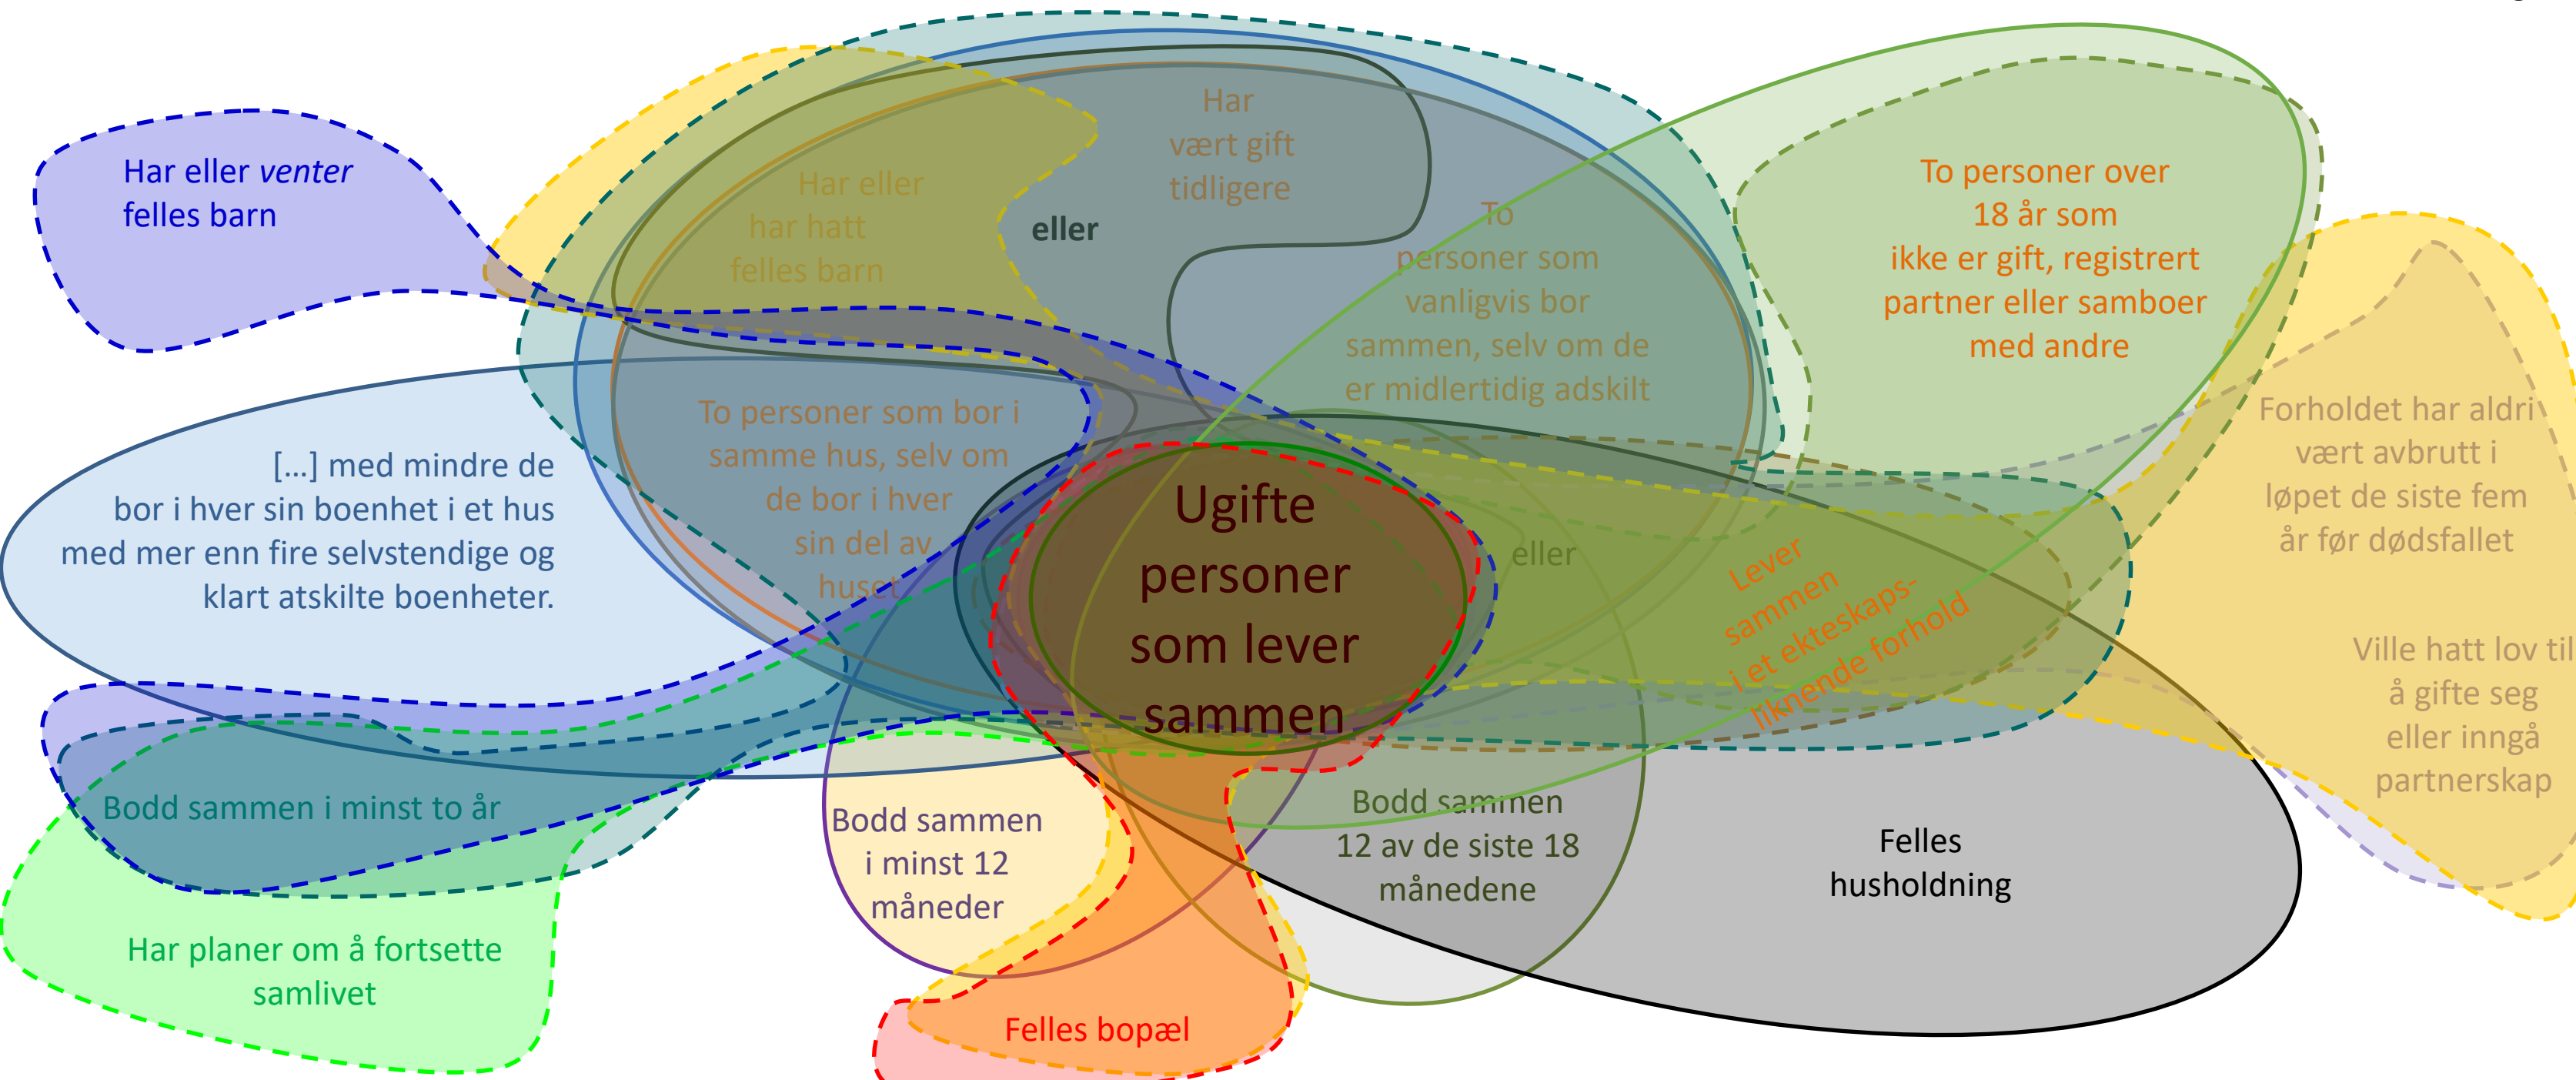 Har eller venter
felles barn
Har eller
har hatt
felles barn
eller
Har
vært gift
tidligere
To
personer som
vanligvis bor
sammen, selv om de
er midlertidig adskilt
To personer over
18 år som
ikke er gift, registrert
partner eller samboer
med andre
Forholdet har aldri
vært avbrutt i
løpet de siste fem
år før dødsfallet
[...] med mindre de
bor i hver sin boenhet i et hus
med mer enn fire selvstendige og
klart atskilte boenheter.
To personer som bor i
samme hus, selv om
de bor i hver
sin del av
huset
Ugifte
personer
som lever
sammen
eller
Lever
sammen
i et ekteskaps-
liknende forhold
Ville hatt lov til
å gifte seg
eller inngå
partnerskap
Bodd sammen i minst to år
Bodd sammen
i minst 12
måneder
Bodd sammen
12 av de siste 18
månedene
Felles
husholdning
Har planer om å fortsette
samlivet
Felles bopæl